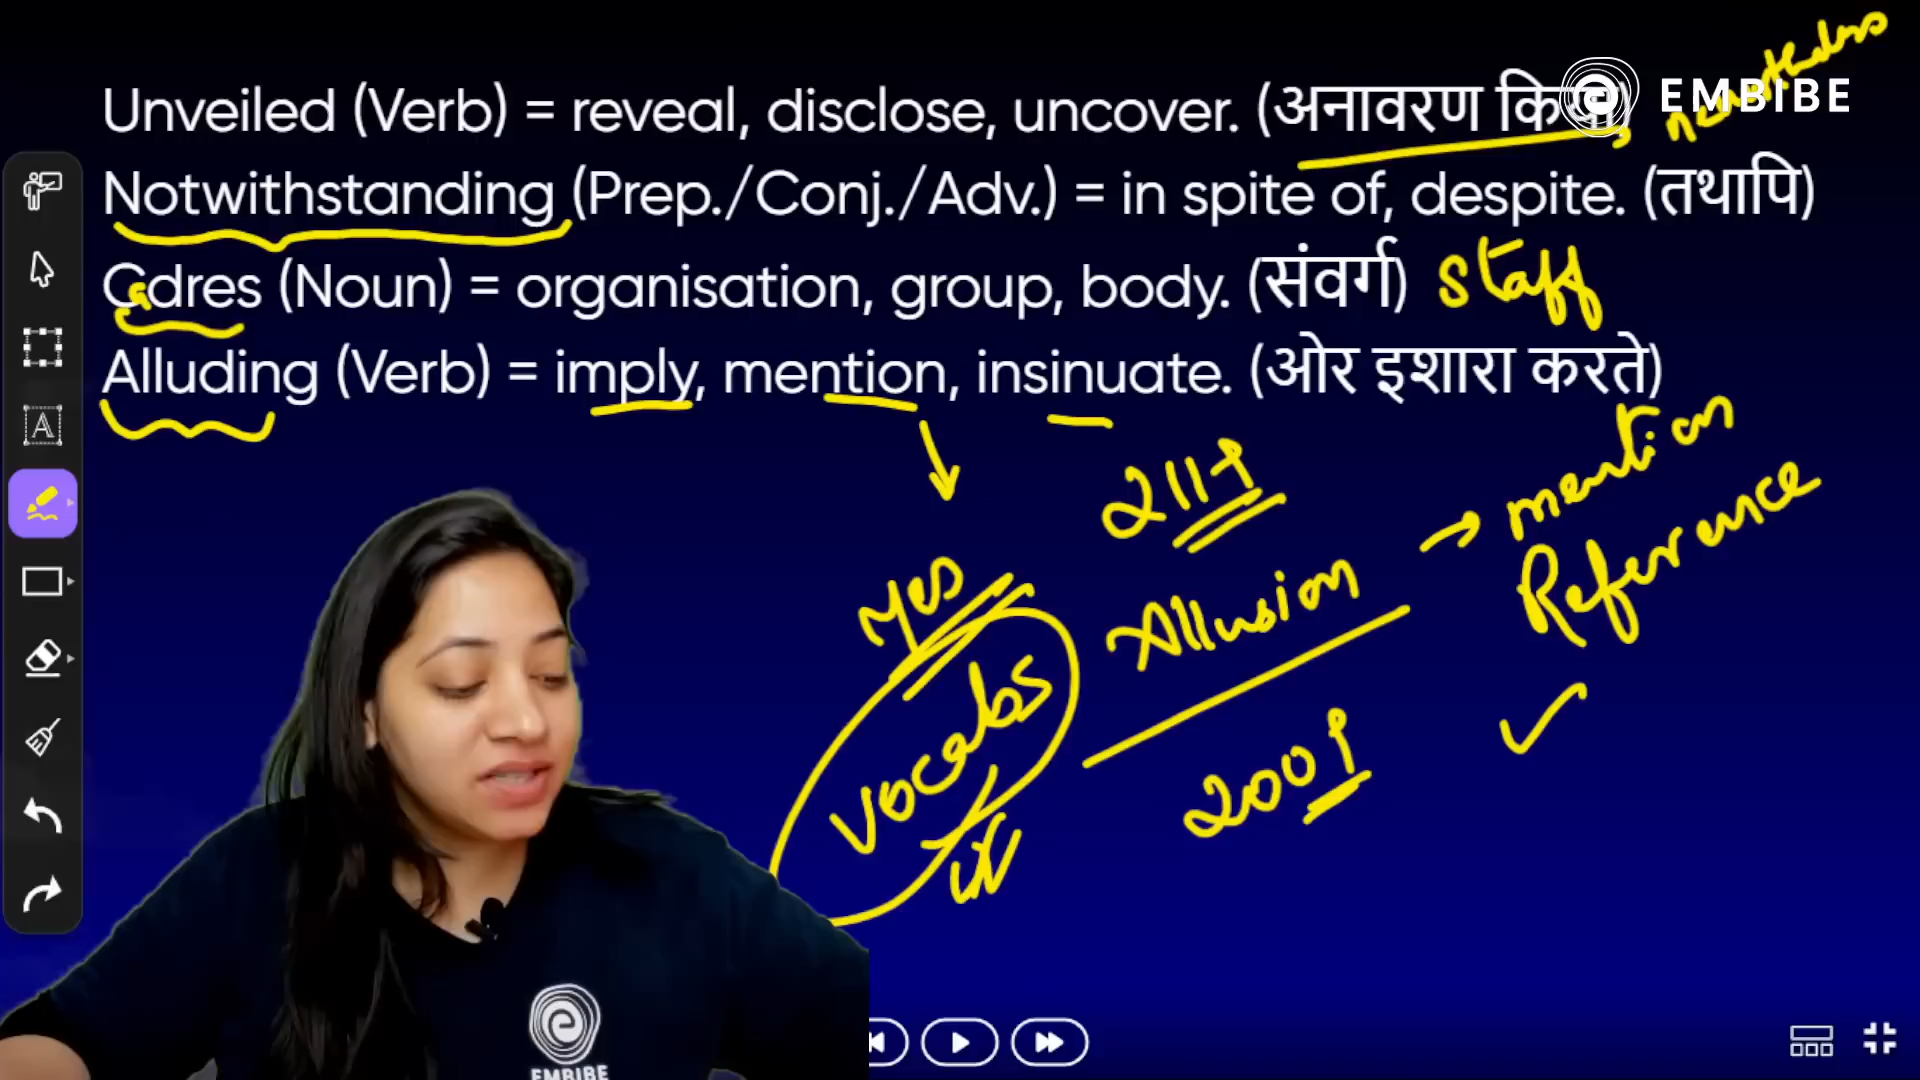 Unveiled (Verb) = reveal, disclose, uncover. (अनावरण किया)
EMBIBE
Notwithstanding (Prep./Conj./Adv.) = in spite of, despite. (तथापि)
Cadres (Noun) = organisation, group, body. (संवर्ग) Staff
Alluding (Verb) = imply, mention, insinuate. (ओर इशारा करते)
→ mention
Reference
Allusion
Yes
Vocabs
EMBIBE